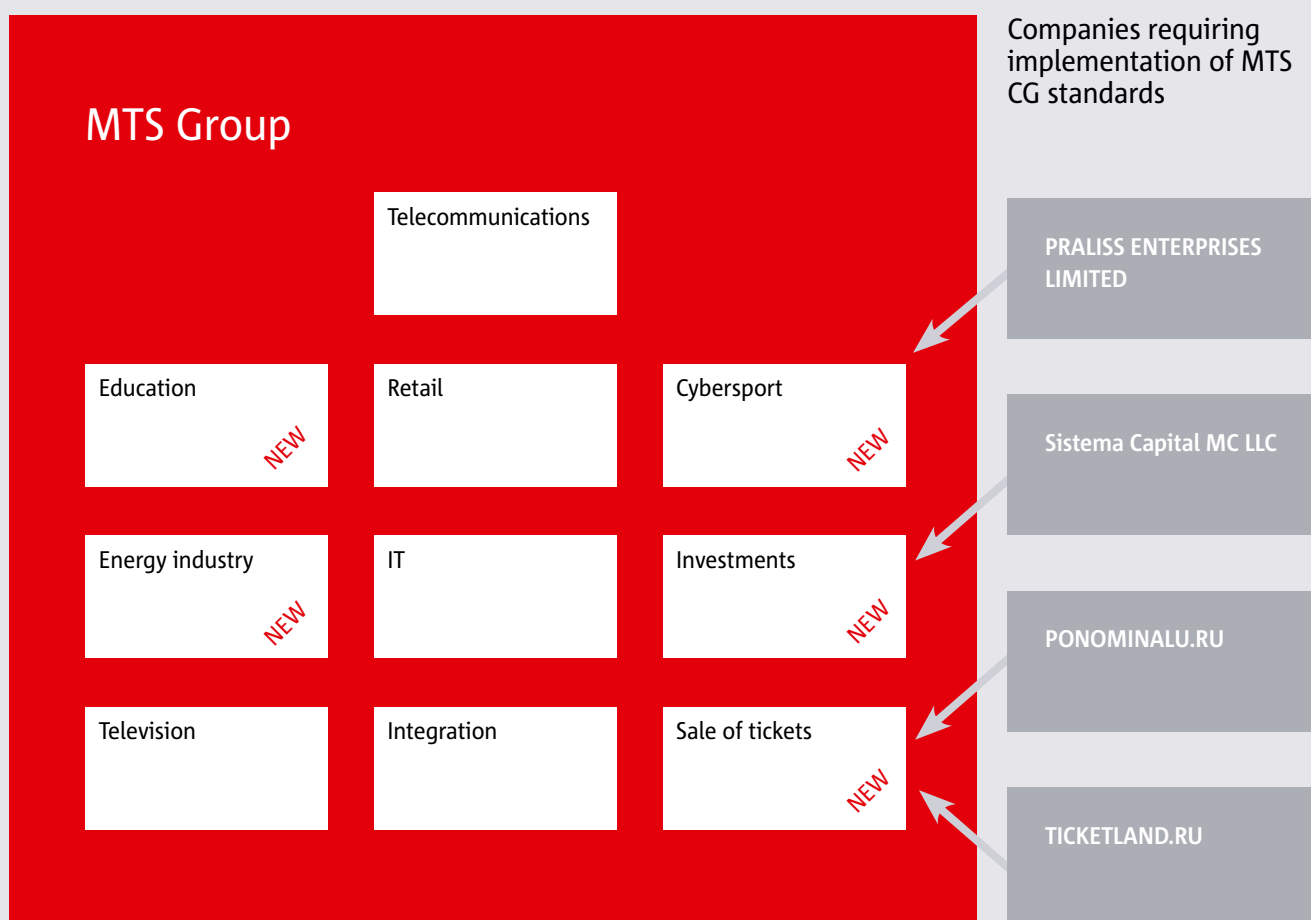 Companies requiring
implementation of MTS
CG standards
MTS Group
Telecommunications
PRALISS ENTERPRISES
LIMITED
Education
NEW
Retail
Cybersport
NEW
Sistema Capital MC LLC
Energy industry
NEW
IT
Investments
NEW
PONOMINALU.RU
Television
Integration
Sale of tickets
NEW
TICKETLAND.RU